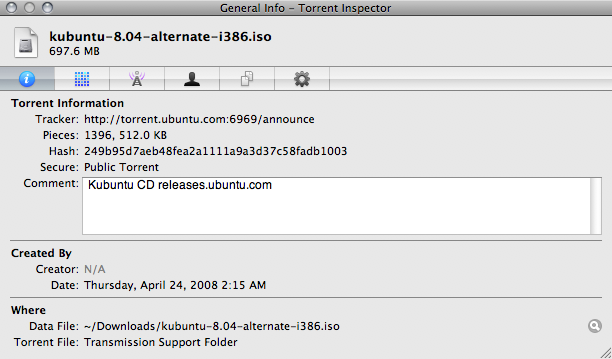 General Info – Torrent Inspector
kubuntu-8.04-alternate-i386.iso
697.6 MB
Torrent Information
Tracker: http://torrent.ubuntu.com:6969/announce
Pieces: 1396, 512.0 KB
Hash: 249b95d7aeb48fea2a1111a9a3d37c58fadb1003
Secure: Public Torrent
Comment: Kubuntu CD releases.ubuntu.com
Created By
Creator: N/A
Date: Thursday, April 24, 2008 2:15 AM
Where
Data File: ~/Downloads/kubuntu-8.04-alternate-i386.iso
Torrent File: Transmission Support Folder